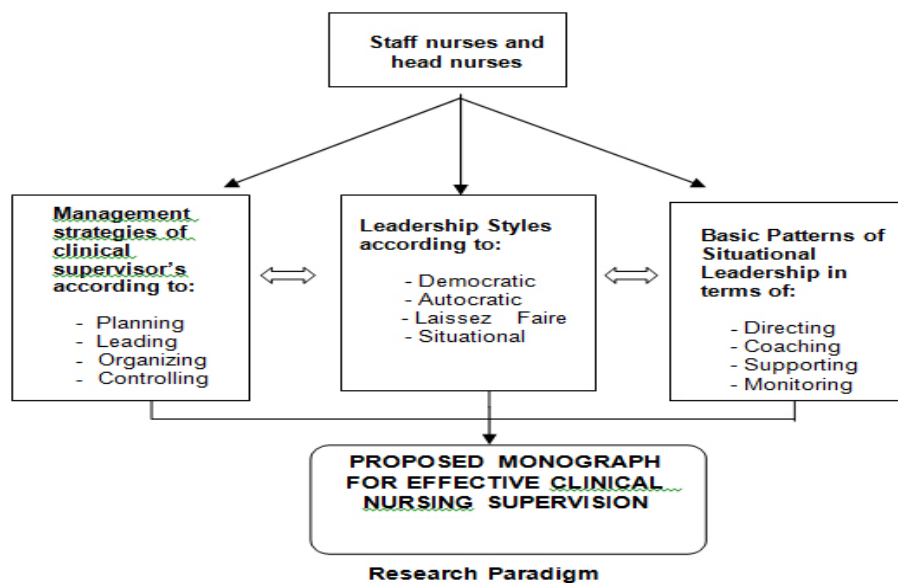 Staff nurses and
head nurses
Management
strategies of
clinical
supervisor's
according to:
- Planning
- Leading
- Organizing
- Controlling
Leadership Styles
according to:
- Democratic
- Autocratic
- Laissez Faire
- Situational
Basic Patterns of
Situational
Leadership in
terms of:
- Directing
- Coaching
- Supporting
- Monitoring
PROPOSED MONOGRAPH
FOR EFFECTIVE CLINICAL
NURSING SUPERVISION
Research Paradigm